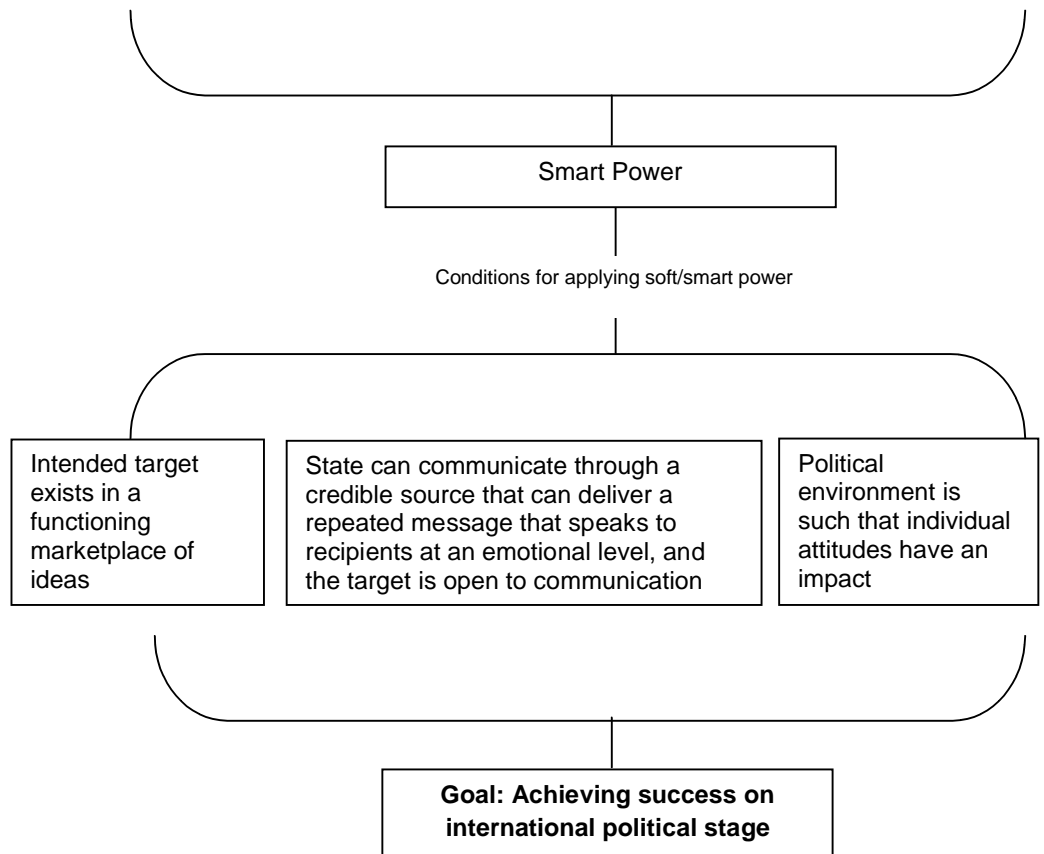 Smart Power
Conditions for applying soft/smart power
Intended target
exists in a
functioning
marketplace of
ideas
State can communicate through a
credible source that can deliver a
repeated message that speaks to
recipients at an emotional level, and
the target is open to communication
Political
environment is
such that individual
attitudes have an
impact
Goal: Achieving success on
international political stage